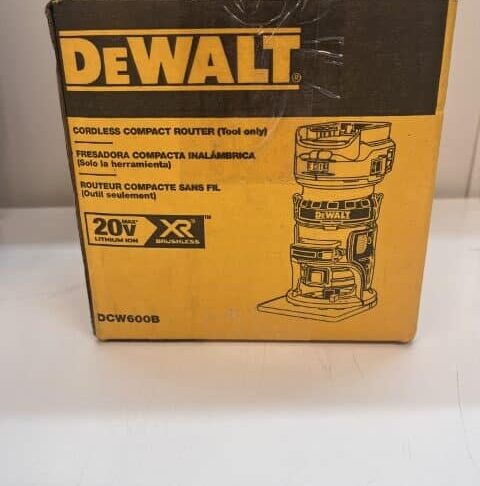 DEWALT®
CORDLESS COMPACT ROUTER (Tool only)
FRESADORA COMPACTA INALÁMBRICA
(Solo la herramienta)
ROUTEUR COMPACTE SANS FIL
(Outil seulement)
20V MAX*
LITHIUM ION
XR™
BRUSHLESS
DEWALT
DCW600B